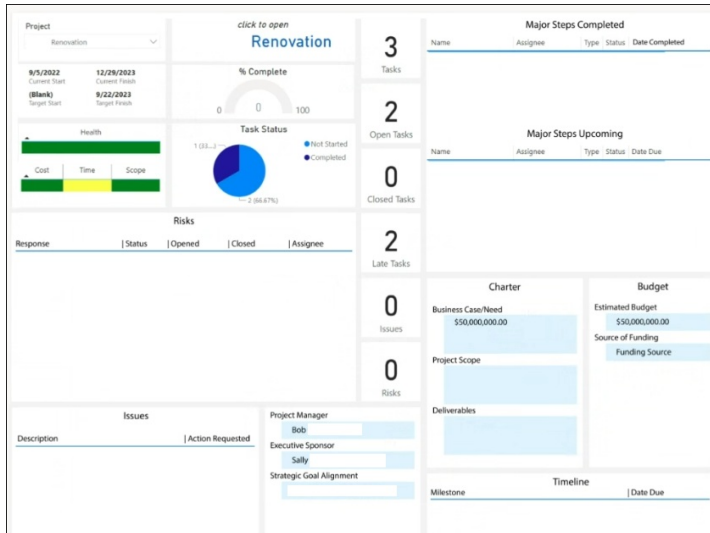 Project
Renovation
9/5/2022 12/29/2023
Current Start Current Finish
(Blank) 9/22/2023
Target Start Target Finish
click to open
Renovation
% Complete
0 0 100
Health
Cost Time Scope
Task Status
1 (33...)
2 (66.67%)
Not Started
Completed
3
Tasks
2
Open Tasks
0
Closed Tasks
2
Late Tasks
0
Issues
0
Risks
Major Steps Completed
Name Assignee Type Status Date Completed
Major Steps Upcoming
Name Assignee Type Status Date Due
Risks
Response | Status | Opened | Closed | Assignee
Charter
Business Case/Need
$50,000,000.00
Project Scope
Deliverables
Budget
Estimated Budget
$50,000,000.00
Source of Funding
Funding Source
Issues
Description | Action Requested
Project Manager
Bob
Executive Sponsor
Sally
Strategic Goal Alignment
Timeline
Milestone | Date Due